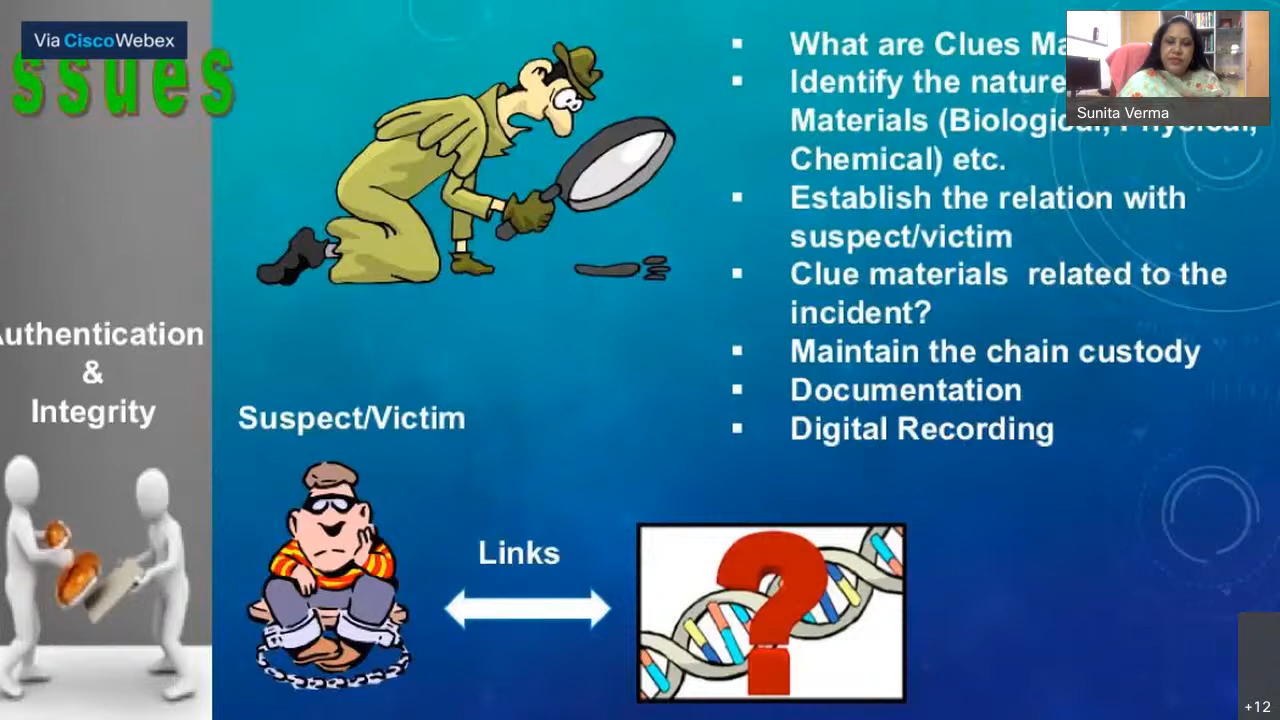 Via CiscoWebex
ssues
uthentication
&
Integrity
Suspect/Victim
Links
What are Clues
Identify the nature
Materials (Biological, Physical,
Chemical) etc.
Establish the relation with
suspect/victim
Clue materials related to the
incident?
Maintain the chain custody
Documentation
Digital Recording
Sunita Verma
+12